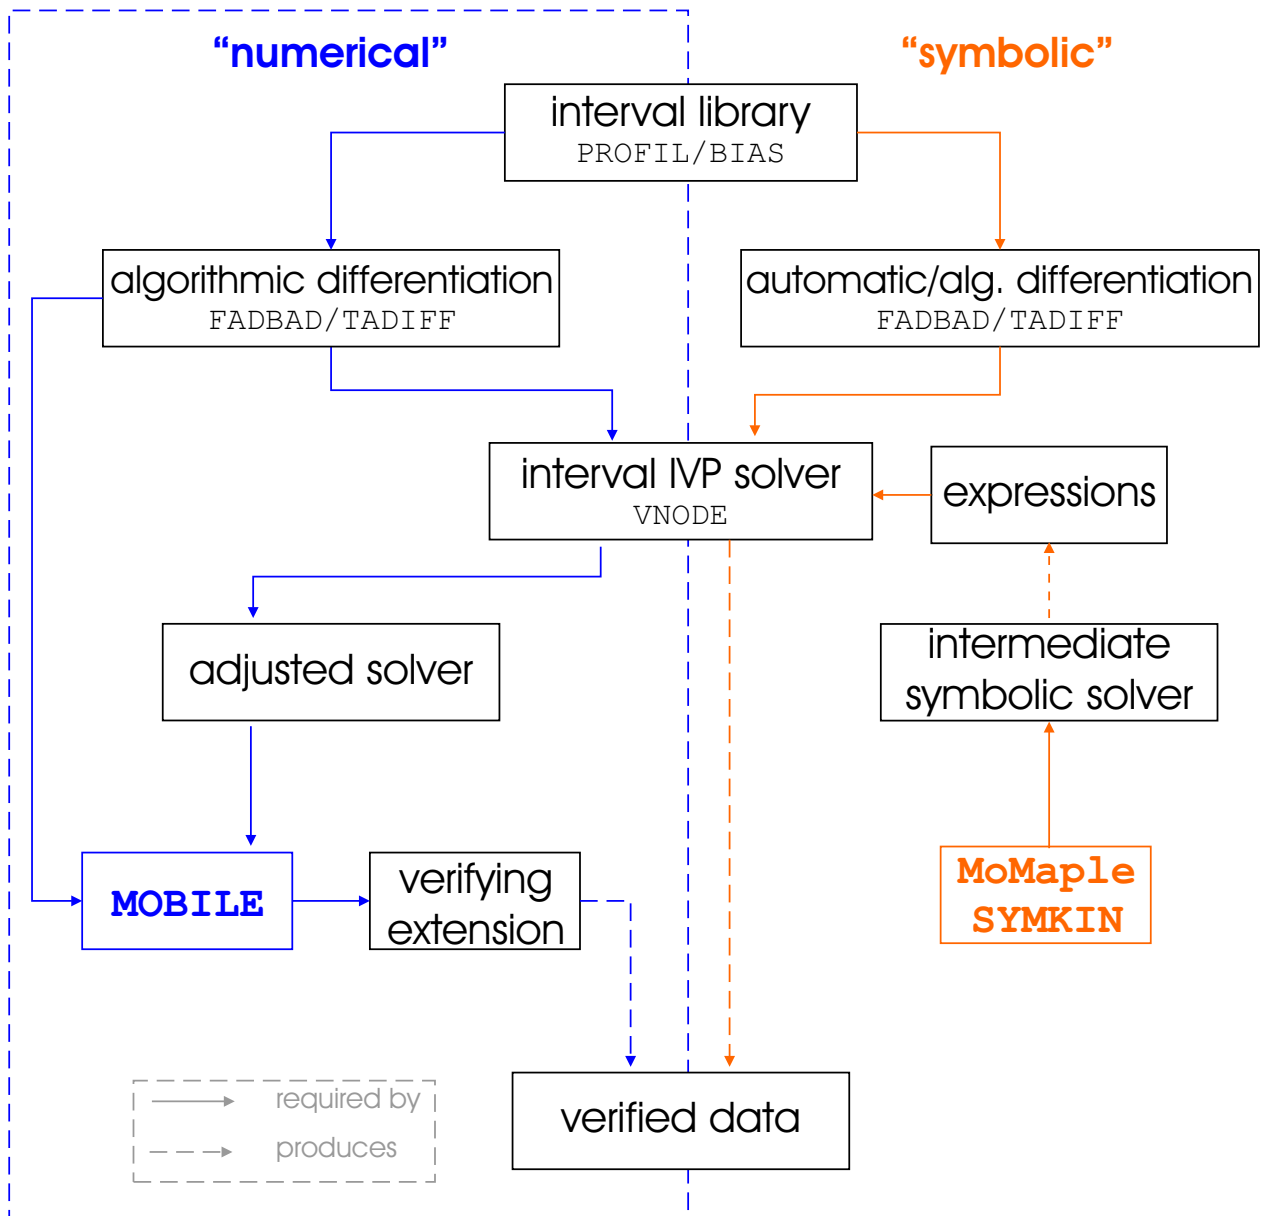 “numerical”
“symbolic”
interval library
PROFIL/BIAS
algorithmic differentiation
FADBAD/TADIFF
automatic/alg. differentiation
FADBAD/TADIFF
interval IVP solver
VNODE
expressions
adjusted solver
intermediate
symbolic solver
MOBILE
verifying
extension
MoMaple
SYMKIN
required by
produces
verified data